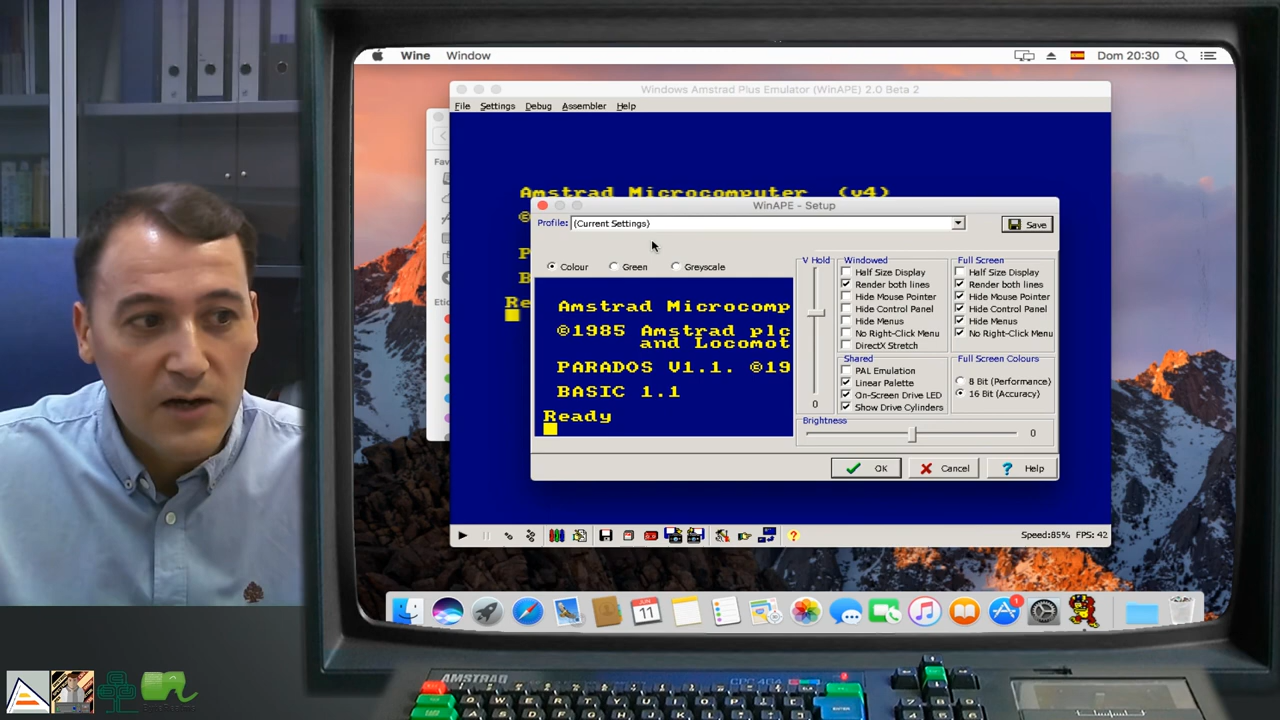 Wine Window Dom 20:30
Windows Amstrad Plus Emulator (WinAPE) 2.0 Beta 2
File Settings Debug Assembler Help
Fav
Amstrad Microcomputer (v4)
WinAPE - Setup
Profile: (Current Settings) Save
Colour Green Greyscale
Amstrad Microcomp
©1985 Amstrad plc
and Locomot
PARADOS V1.1. ©19
BASIC 1.1
Ready
V Hold
0
Windowed
Half Size Display
Render both lines
Hide Mouse Pointer
Hide Control Panel
Hide Menus
No Right-Click Menu
DirectX Stretch
Full Screen
Half Size Display
Render both lines
Hide Mouse Pointer
Hide Control Panel
Hide Menus
No Right-Click Menu
Shared
PAL Emulation
Linear Palette
On-Screen Drive LED
Show Drive Cylinders
Full Screen Colours
8 Bit (Performance)
16 Bit (Accuracy)
Brightness
0
OK Cancel Help
P
B
Re
Etic
Speed:85% FPS: 42
JUN
11
1
AMSTRAD